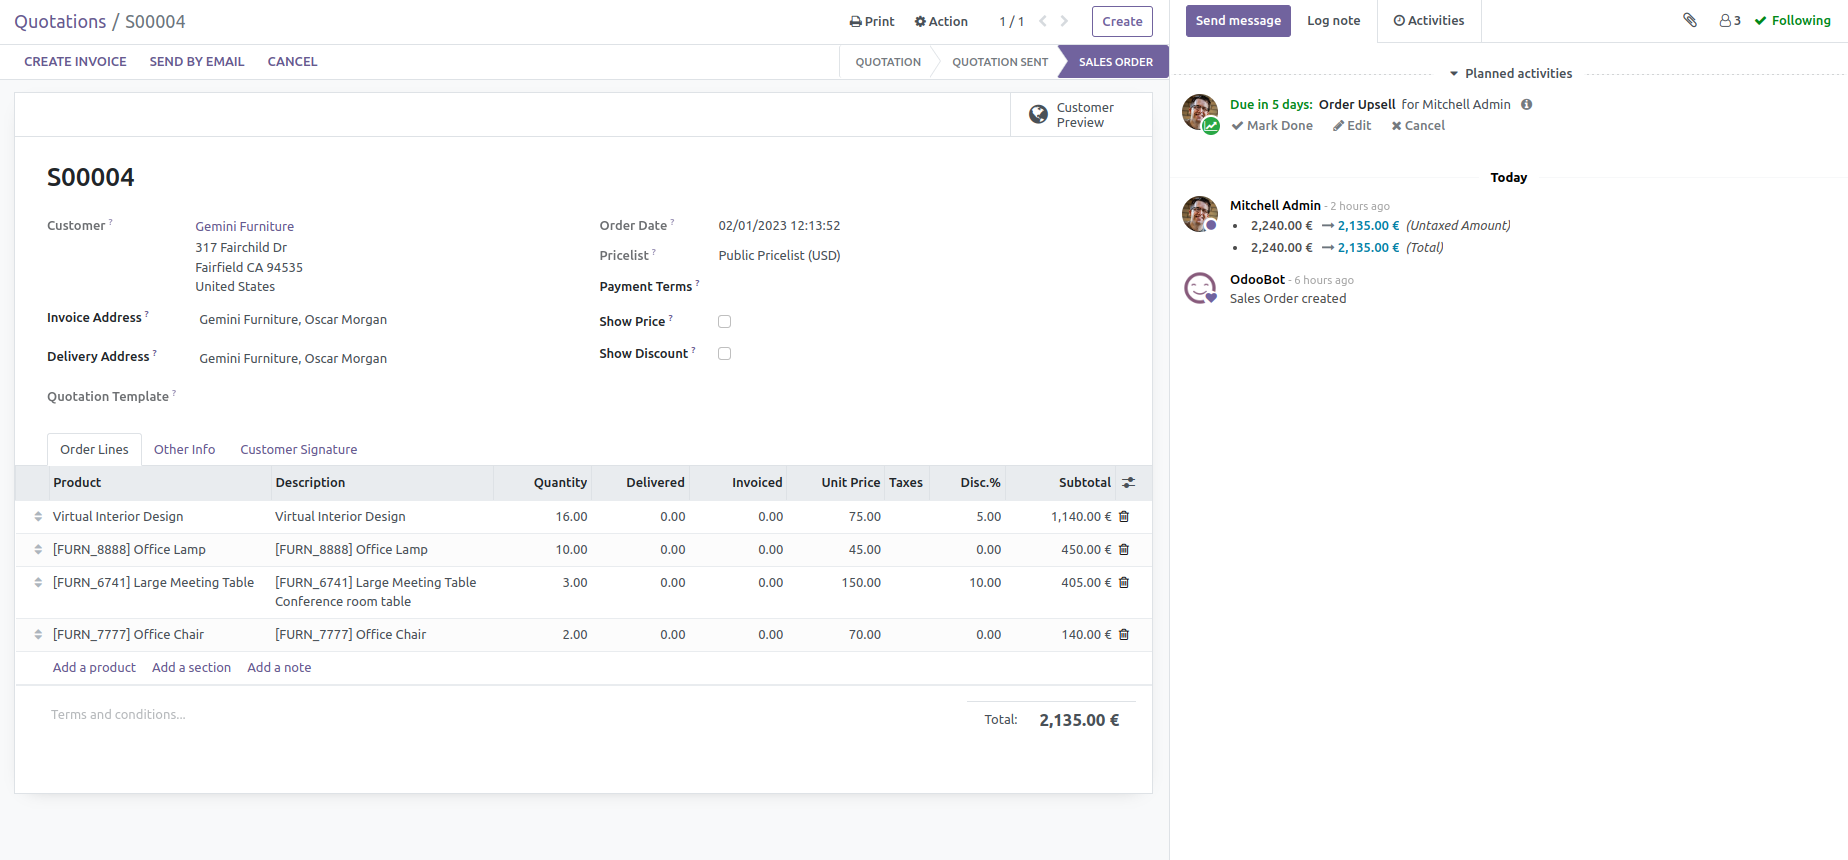 Quotations / S00004
Print Action 1 / 1 Create
CREATE INVOICE SEND BY EMAIL CANCEL
QUOTATION QUOTATION SENT SALES ORDER
Customer Preview
S00004
Customer ? Gemini Furniture
317 Fairchild Dr
Fairfield CA 94535
United States
Invoice Address ? Gemini Furniture, Oscar Morgan
Delivery Address ? Gemini Furniture, Oscar Morgan
Quotation Template ?
Order Date ? 02/01/2023 12:13:52
Pricelist ? Public Pricelist (USD)
Payment Terms ?
Show Price ?
Show Discount ?
Order Lines Other Info Customer Signature
Product Description Quantity Delivered Invoiced Unit Price Taxes Disc.% Subtotal
Virtual Interior Design Virtual Interior Design 16.00 0.00 0.00 75.00 5.00 1,140.00 €
[FURN_8888] Office Lamp [FURN_8888] Office Lamp 10.00 0.00 0.00 45.00 0.00 450.00 €
[FURN_6741] Large Meeting Table [FURN_6741] Large Meeting Table 3.00 0.00 0.00 150.00 10.00 405.00 €
Conference room table
[FURN_7777] Office Chair [FURN_7777] Office Chair 2.00 0.00 0.00 70.00 0.00 140.00 €
Add a product Add a section Add a note
Terms and conditions...
Total: 2,135.00 €
Send message Log note Activities 3 Following
Planned activities
Due in 5 days: Order Upsell for Mitchell Admin
Mark Done Edit Cancel
Today
Mitchell Admin - 2 hours ago
• 2,240.00 € → 2,135.00 € (Untaxed Amount)
• 2,240.00 € → 2,135.00 € (Total)
OdooBot - 6 hours ago
Sales Order created